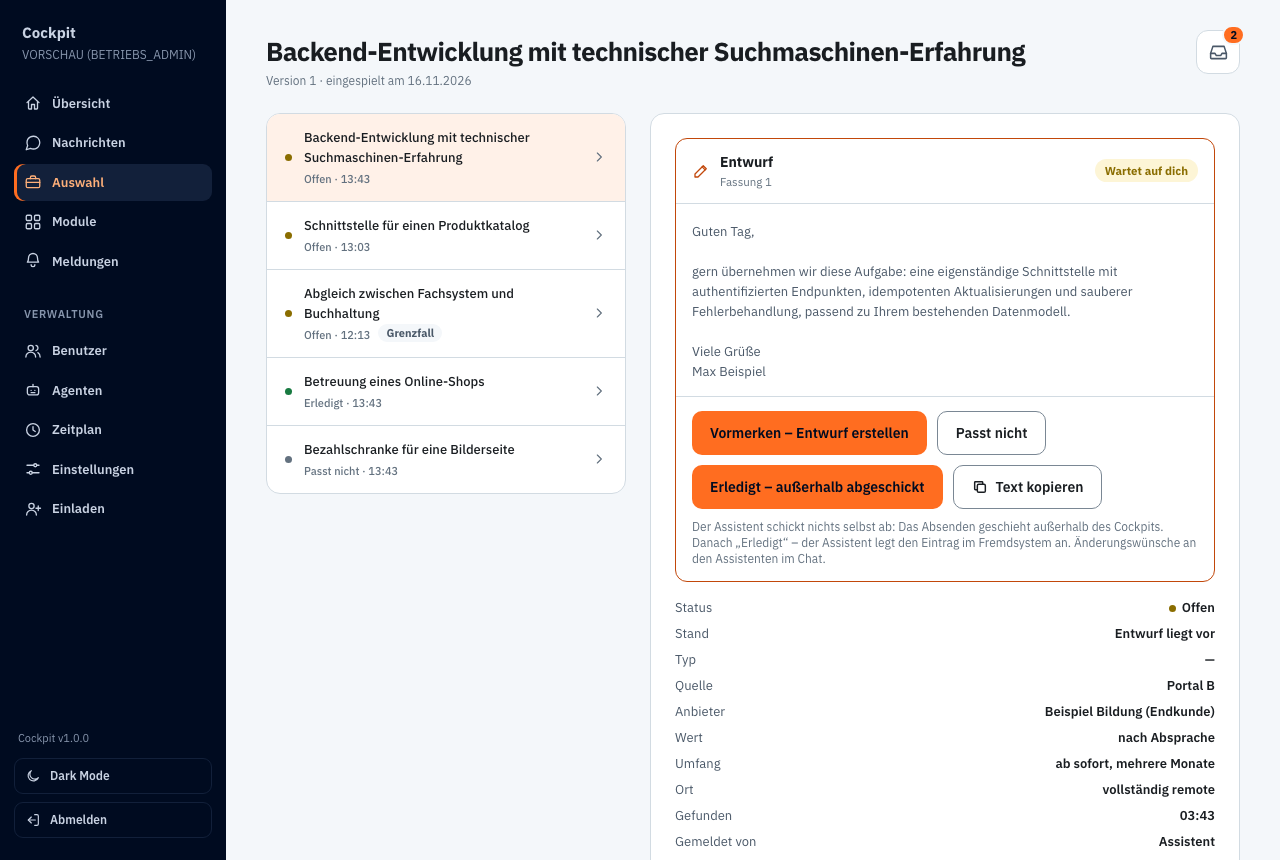 Cockpit
VORSCHAU (BETRIEBS_ADMIN)
Übersicht
Nachrichten
Auswahl
Module
Meldungen
VERWALTUNG
Benutzer
Agenten
Zeitplan
Einstellungen
Einladen
Cockpit v1.0.0
Dark Mode
Abmelden
Backend-Entwicklung mit technischer Suchmaschinen-Erfahrung
Version 1 · eingespielt am 16.11.2026
2
Backend-Entwicklung mit technischer
Suchmaschinen-Erfahrung
Offen · 13:43
Schnittstelle für einen Produktkatalog
Offen · 13:03
Abgleich zwischen Fachsystem und
Buchhaltung
Offen · 12:13 Grenzfall
Betreuung eines Online-Shops
Erledigt · 13:43
Bezahlschranke für eine Bilderseite
Passt nicht · 13:43
Entwurf
Fassung 1
Wartet auf dich
Guten Tag,
gern übernehmen wir diese Aufgabe: eine eigenständige Schnittstelle mit
authentifizierten Endpunkten, idempotenten Aktualisierungen und sauberer
Fehlerbehandlung, passend zu Ihrem bestehenden Datenmodell.
Viele Grüße
Max Beispiel
Vormerken – Entwurf erstellen
Passt nicht
Erledigt – außerhalb abgeschickt
Text kopieren
Der Assistent schickt nichts selbst ab: Das Absenden geschieht außerhalb des Cockpits.
Danach „Erledigt“ – der Assistent legt den Eintrag im Fremdsystem an. Änderungswünsche an
den Assistenten im Chat.
Status Offen
Stand Entwurf liegt vor
Typ —
Quelle Portal B
Anbieter Beispiel Bildung (Endkunde)
Wert nach Absprache
Umfang ab sofort, mehrere Monate
Ort vollständig remote
Gefunden 03:43
Gemeldet von Assistent